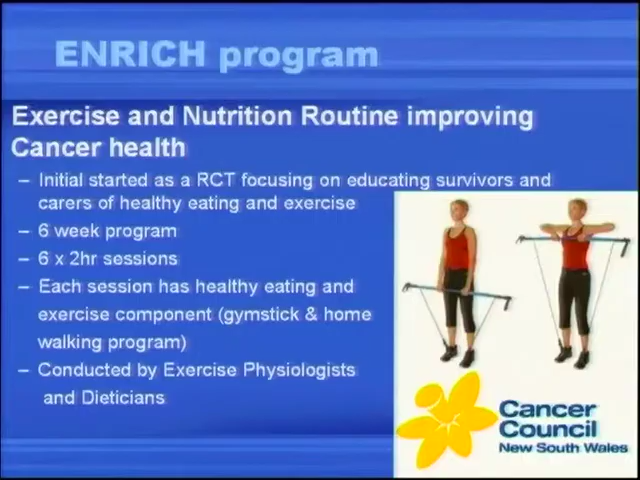 ENRICH program
Exercise and Nutrition Routine improving
Cancer health
– Initial started as a RCT focusing on educating survivors and
carers of healthy eating and exercise
– 6 week program
– 6 x 2hr sessions
– Each session has healthy eating and
exercise component (gymstick & home
walking program)
– Conducted by Exercise Physiologists
and Dieticians
Cancer
Council
New South Wales